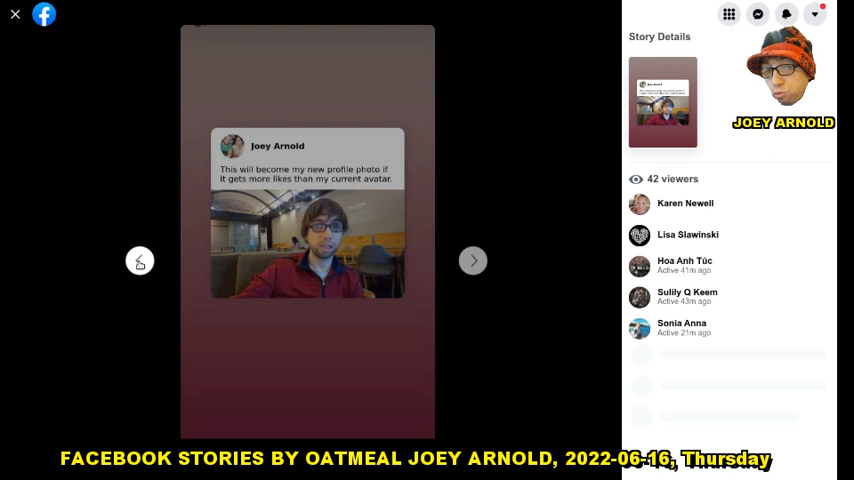 Story Details
JOEY ARNOLD
Joey Arnold
This will become my new profile photo if
it gets more likes than my current avatar.
42 viewers
Karen Newell
Lisa Slawinski
Hoa Anh Túc
Active 41m ago
Sulily Q Keem
Active 43m ago
Sonia Anna
Active 21m ago
FACEBOOK STORIES BY OATMEAL JOEY ARNOLD, 2022-06-16, Thursday